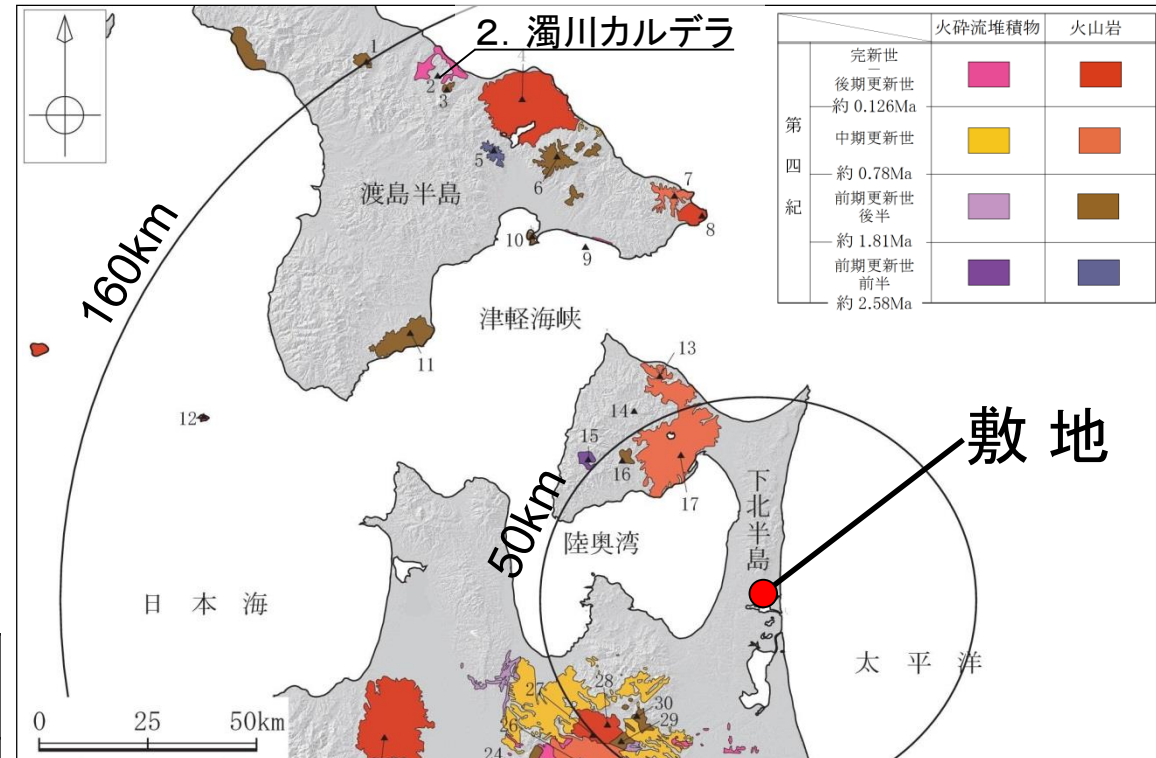 2. 濁川カルデラ
1
2
3
4
5
6
7
8
9
10
渡島半島
160km
津軽海峡
11
12
13
14
15
16
17
50km
陸奥湾
下北半島
敷 地
日 本 海
太 平 洋
27
28
26
30
29
24
0 25 50km
火砕流堆積物 火山岩
第四紀
完新世
―
後期更新世
約 0.126Ma
中期更新世
約 0.78Ma
前期更新世
後半
約 1.81Ma
前期更新世
前半
約 2.58Ma